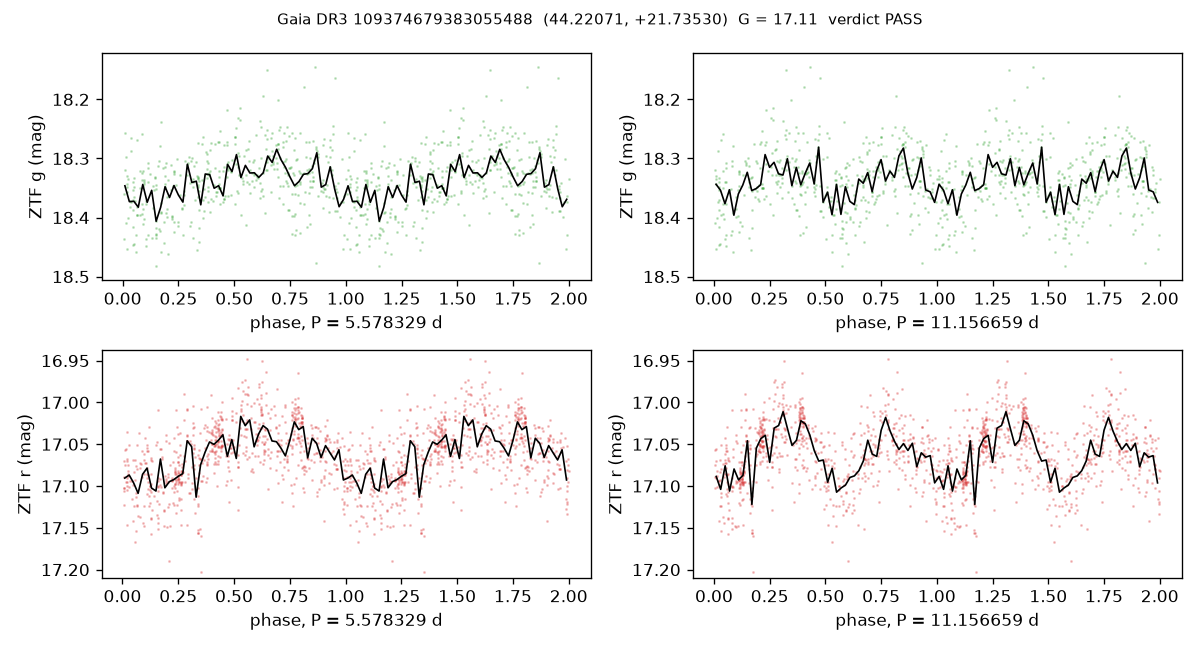 Gaia DR3 109374679383055488 (44.22071, +21.73530) G = 17.11 verdict PASS
ZTF g (mag)
18.2
18.3
18.4
18.5
0.00 0.25 0.50 0.75 1.00 1.25 1.50 1.75 2.00
phase, P = 5.578329 d
ZTF g (mag)
18.2
18.3
18.4
18.5
0.00 0.25 0.50 0.75 1.00 1.25 1.50 1.75 2.00
phase, P = 11.156659 d
ZTF r (mag)
16.95
17.00
17.05
17.10
17.15
17.20
0.00 0.25 0.50 0.75 1.00 1.25 1.50 1.75 2.00
phase, P = 5.578329 d
ZTF r (mag)
16.95
17.00
17.05
17.10
17.15
17.20
0.00 0.25 0.50 0.75 1.00 1.25 1.50 1.75 2.00
phase, P = 11.156659 d